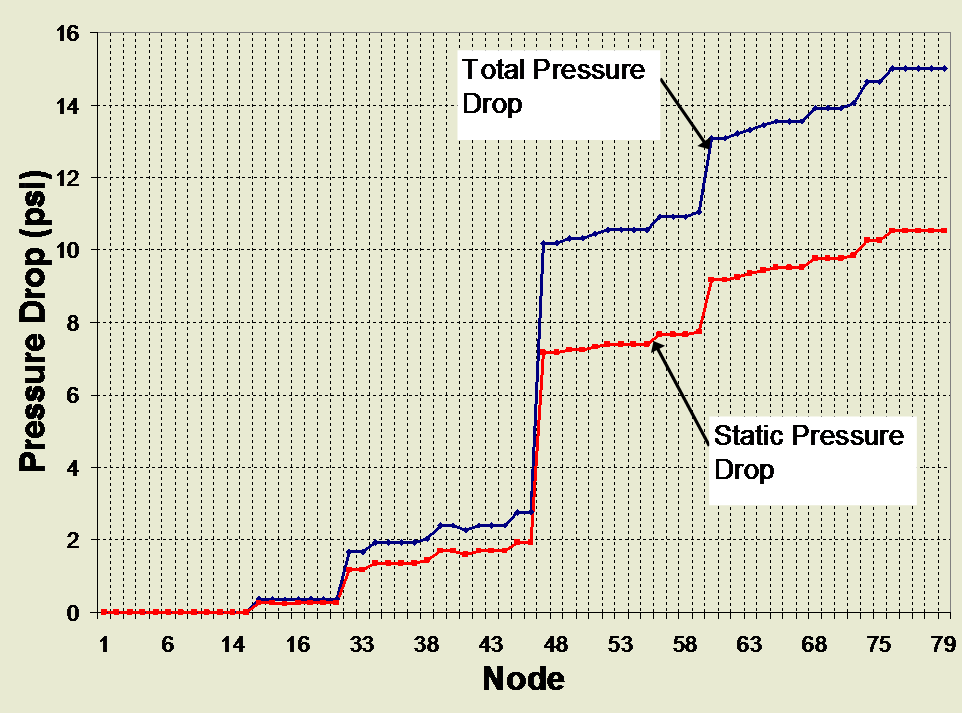 16
14
12
10
8
6
4
2
0
Pressure Drop (psI)
Total Pressure
Drop
Static Pressure
Drop
1 6 14 16 33 38 43 48 53 58 63 68 75 79
Node